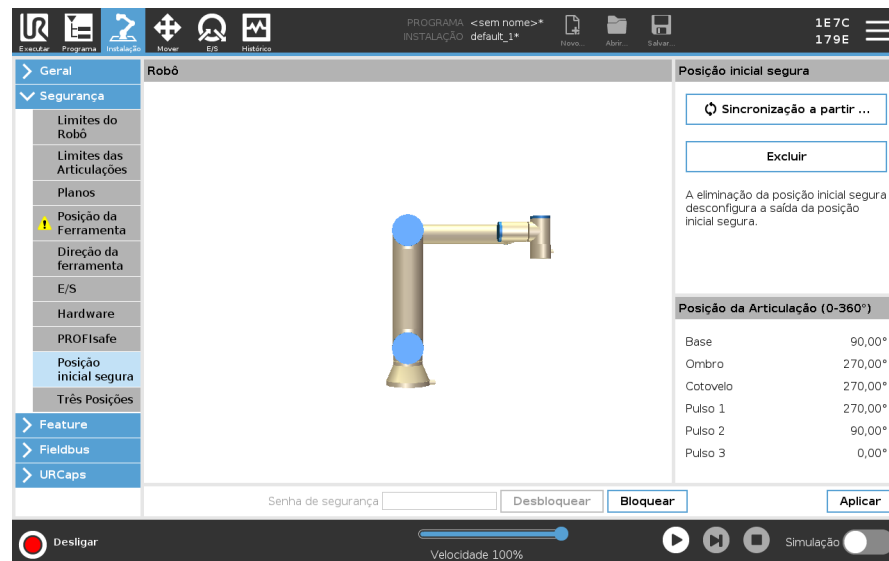 PROGRAMA <sem nome>*
INSTALAÇÃO default_1*
1E7C
179E
Executar Programa Instalação Mover E/S Histórico Novo... Abrir... Salvar...
Geral
Segurança
Limites do
Robô
Limites das
Articulações
Planos
Posição da
Ferramenta
Direção da
ferramenta
E/S
Hardware
PROFIsafe
Posição
inicial segura
Três Posições
Feature
Fieldbus
URCaps
Robô
Posição inicial segura
Sincronização a partir ...
Excluir
A eliminação da posição inicial segura
desconfigura a saída da posição
inicial segura.
Posição da Articulação (0-360°)
Base 90,00°
Ombro 270,00°
Cotovelo 270,00°
Pulso 1 270,00°
Pulso 2 90,00°
Pulso 3 0,00°
Senha de segurança Desbloquear Bloquear Aplicar
Desligar
Velocidade 100%
Simulação